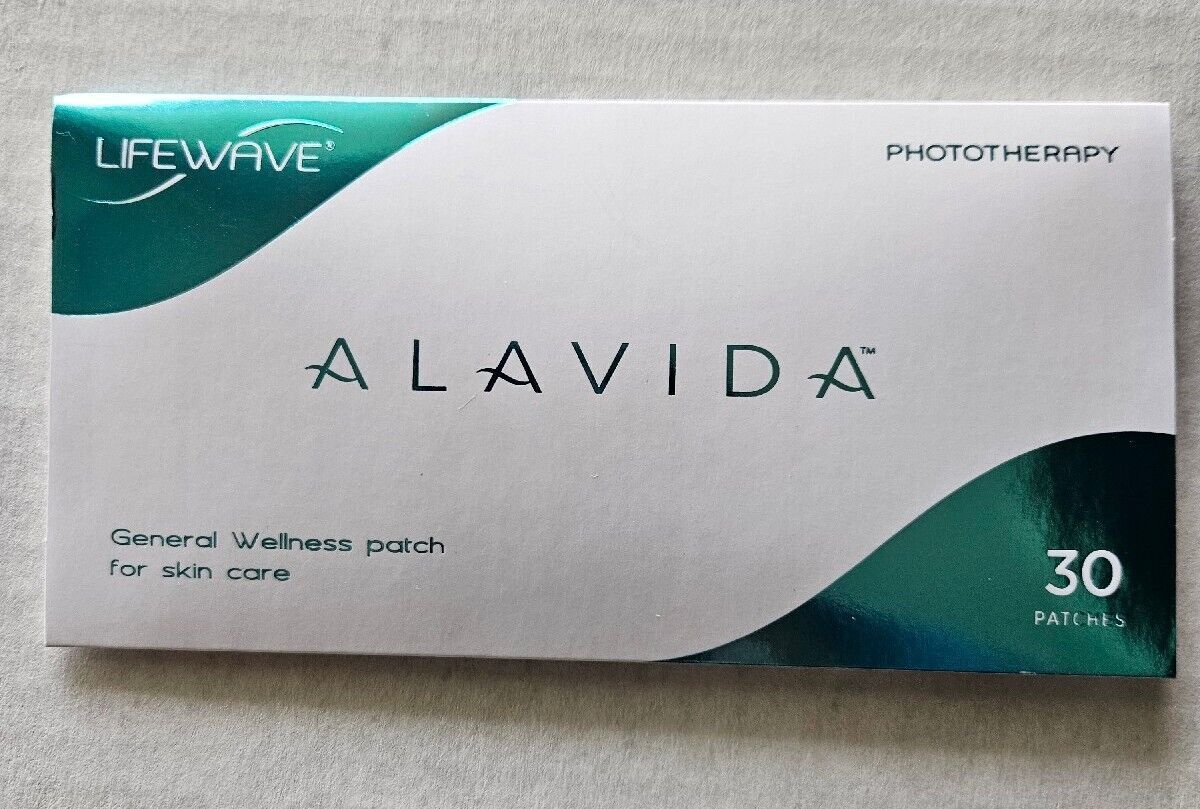 LIFEWAVE®
PHOTOTHERAPY
ALAVIDA™
General Wellness patch
for skin care
30
PATCHES